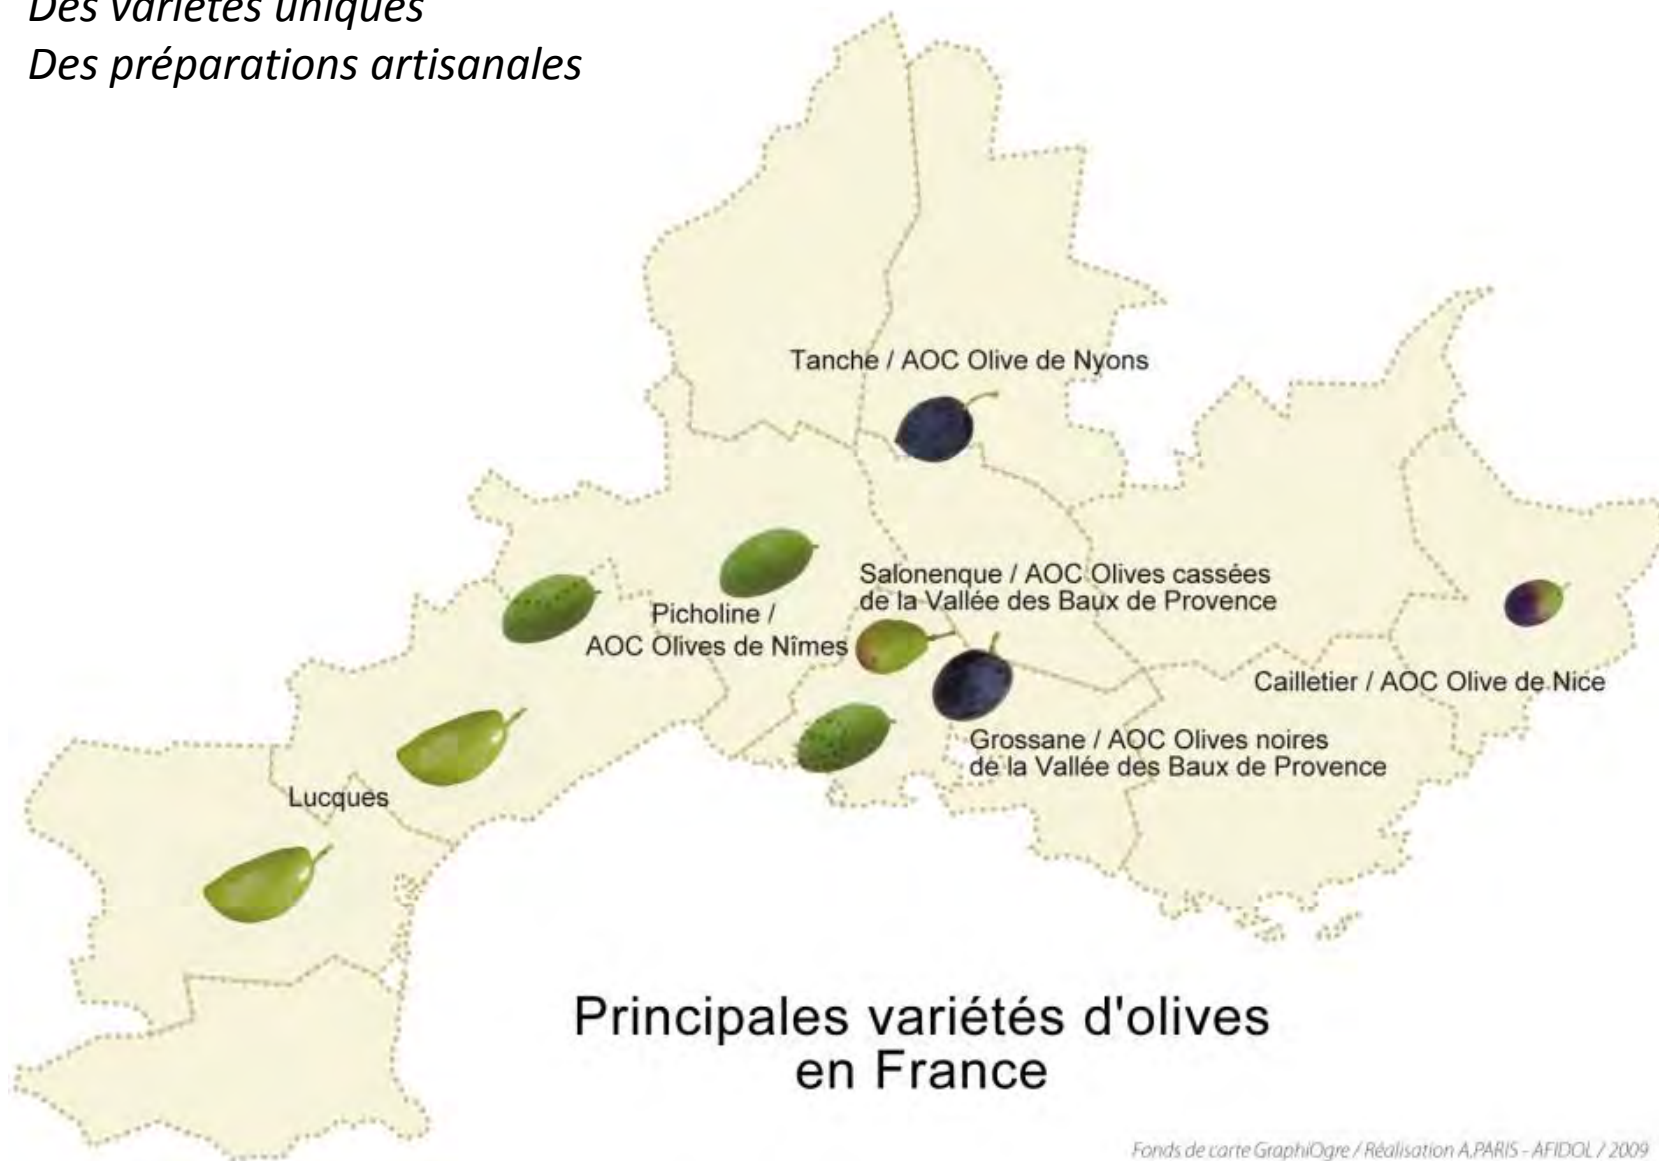 Des variétés uniques
Des préparations artisanales
Tanche / AOC Olive de Nyons
Salonenque / AOC Olives cassées
de la Vallée des Baux de Provence
Picholine /
AOC Olives de Nîmes
Cailletier / AOC Olive de Nice
Grossane / AOC Olives noires
de la Vallée des Baux de Provence
Lucques
Principales variétés d'olives
en France
Fonds de carte GraphiOgre / Réalisation A.PARIS - AFIDOL / 2009